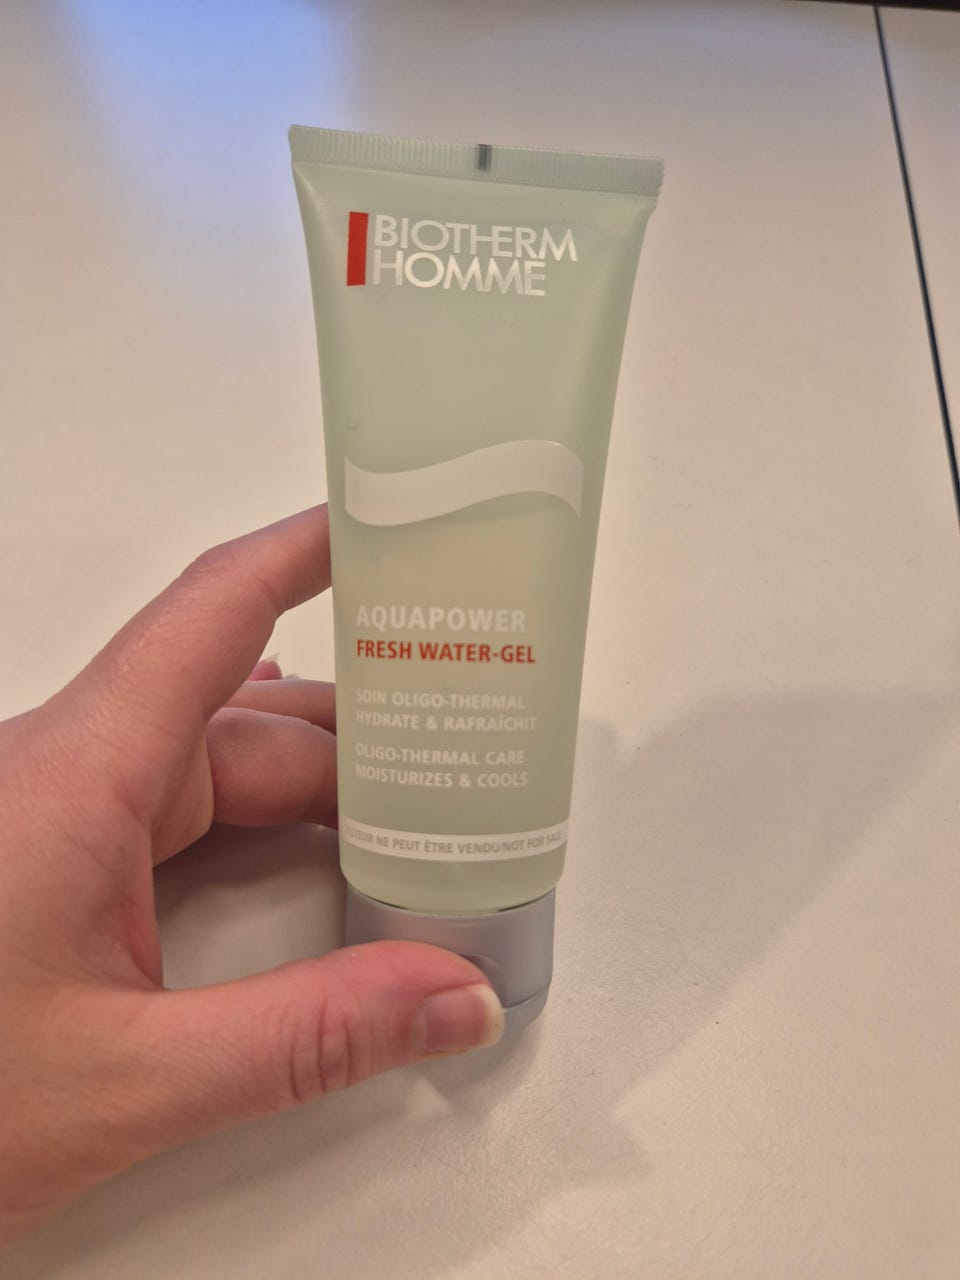 BIOTHERM
HOMME
AQUAPOWER
FRESH WATER-GEL
SOIN OLIGO-THERMAL
HYDRATE & RAFRAÎCHIT
OLIGO-THERMAL CARE
MOISTURIZES & COOLS
NE PEUT ÊTRE VENDU/NOT FOR SALE